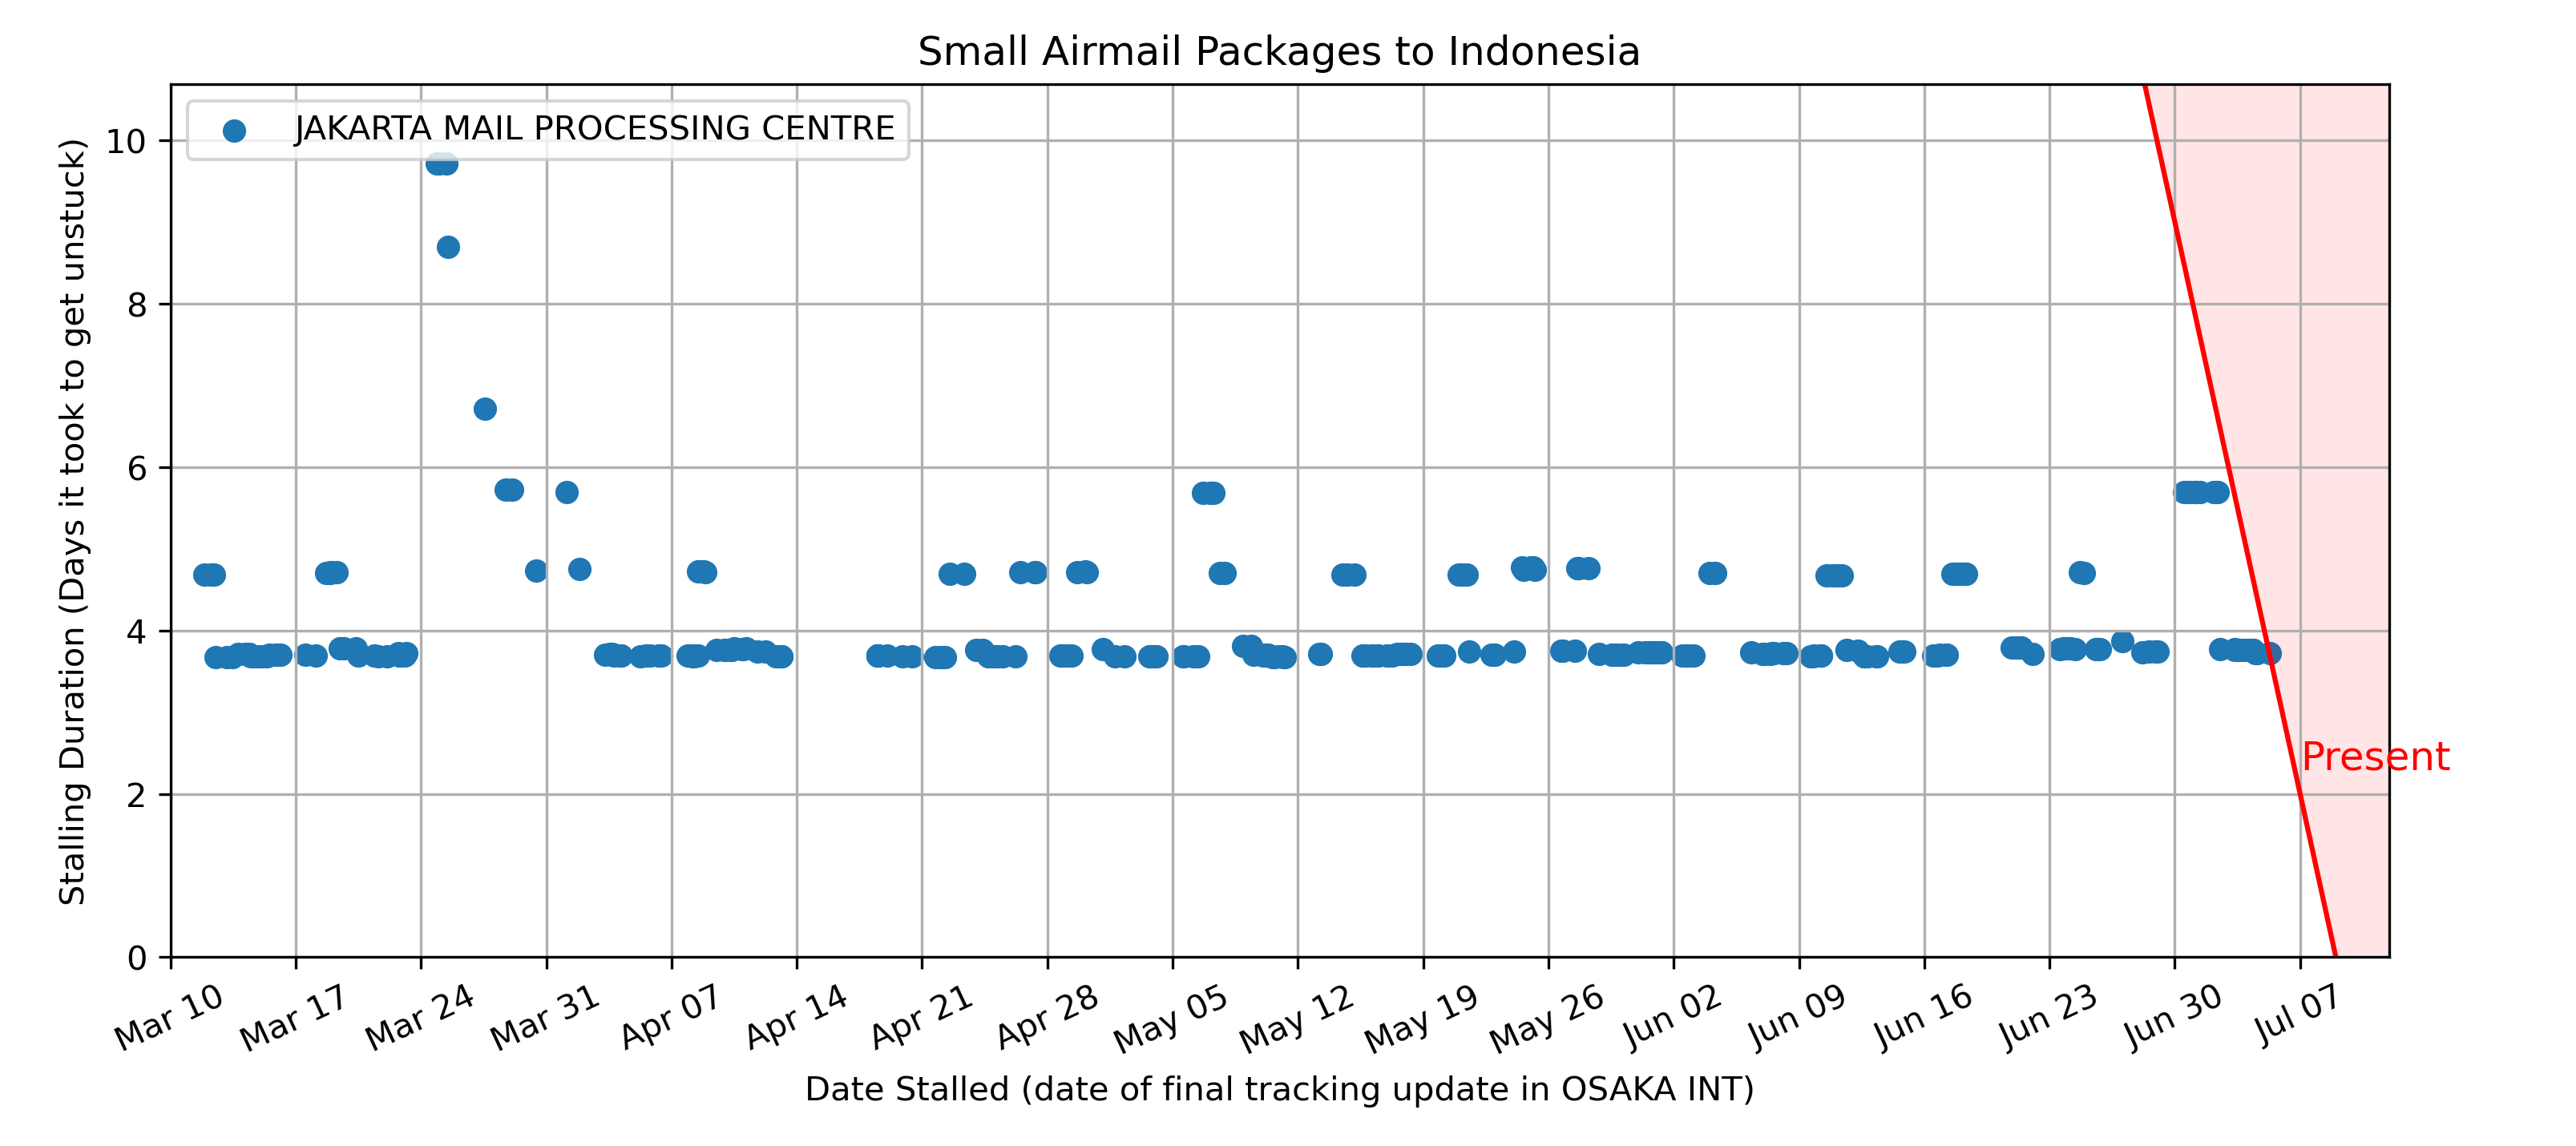 Small Airmail Packages to Indonesia
JAKARTA MAIL PROCESSING CENTRE
Stalling Duration (Days it took to get unstuck)
10
8
6
4
2
0
Present
Mar 10 Mar 17 Mar 24 Mar 31 Apr 07 Apr 14 Apr 21 Apr 28 May 05 May 12 May 19 May 26 Jun 02 Jun 09 Jun 16 Jun 23 Jun 30 Jul 07
Date Stalled (date of final tracking update in OSAKA INT)